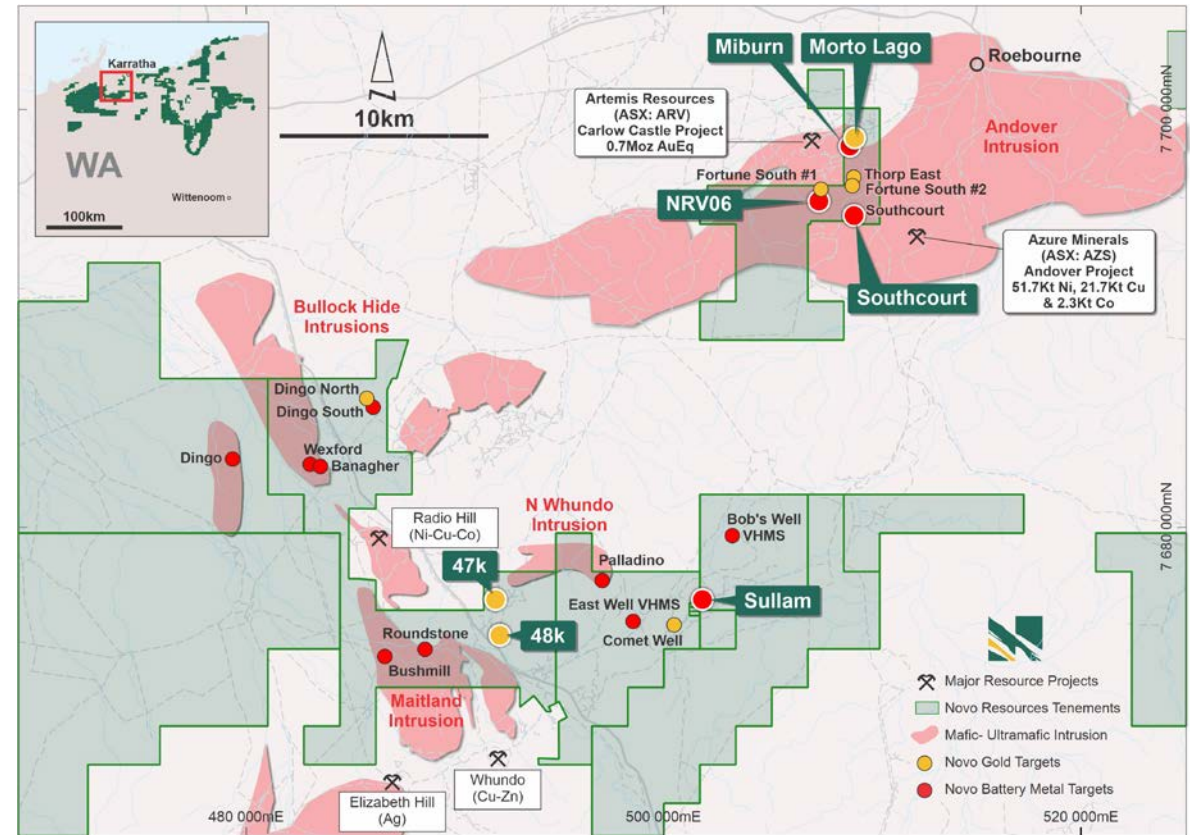 Karratha
WA
Wittenoom
100km
N
10km
Miburn
Morto Lago
Roebourne
Artemis Resources
(ASX: ARV)
Carlow Castle Project
0.7Moz AuEq
Andover
Intrusion
7 700 000mN
Fortune South #1
Thorp East
Fortune South #2
NRV06
Southcourt
Azure Minerals
(ASX: AZS)
Andover Project
51.7Kt Ni, 21.7Kt Cu
& 2.3Kt Co
Southcourt
Bullock Hide
Intrusions
Dingo North
Dingo South
Dingo
Wexford
Banagher
N Whundo
Intrusion
Radio Hill
(Ni-Cu-Co)
Bob's Well
VHMS
7 680 000mN
47k
Palladino
East Well VHMS
Sullam
48k
Comet Well
Roundstone
Bushmill
Maitland
Intrusion
Major Resource Projects
Novo Resources Tenements
Mafic- Ultramafic Intrusion
Novo Gold Targets
Novo Battery Metal Targets
Whundo
(Cu-Zn)
Elizabeth Hill
(Ag)
480 000mE
500 000mE
520 000mE